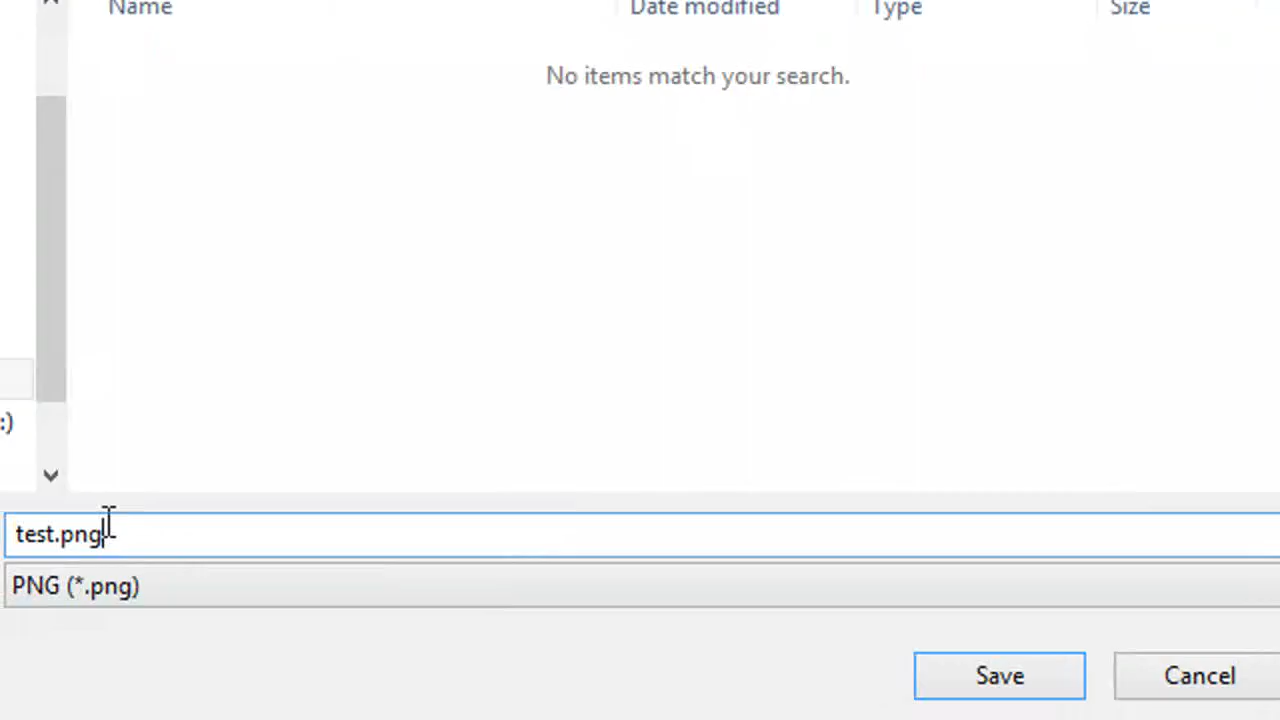 Name Date modified Type Size
No items match your search.
:)
test.png
PNG (*.png)
Save Cancel